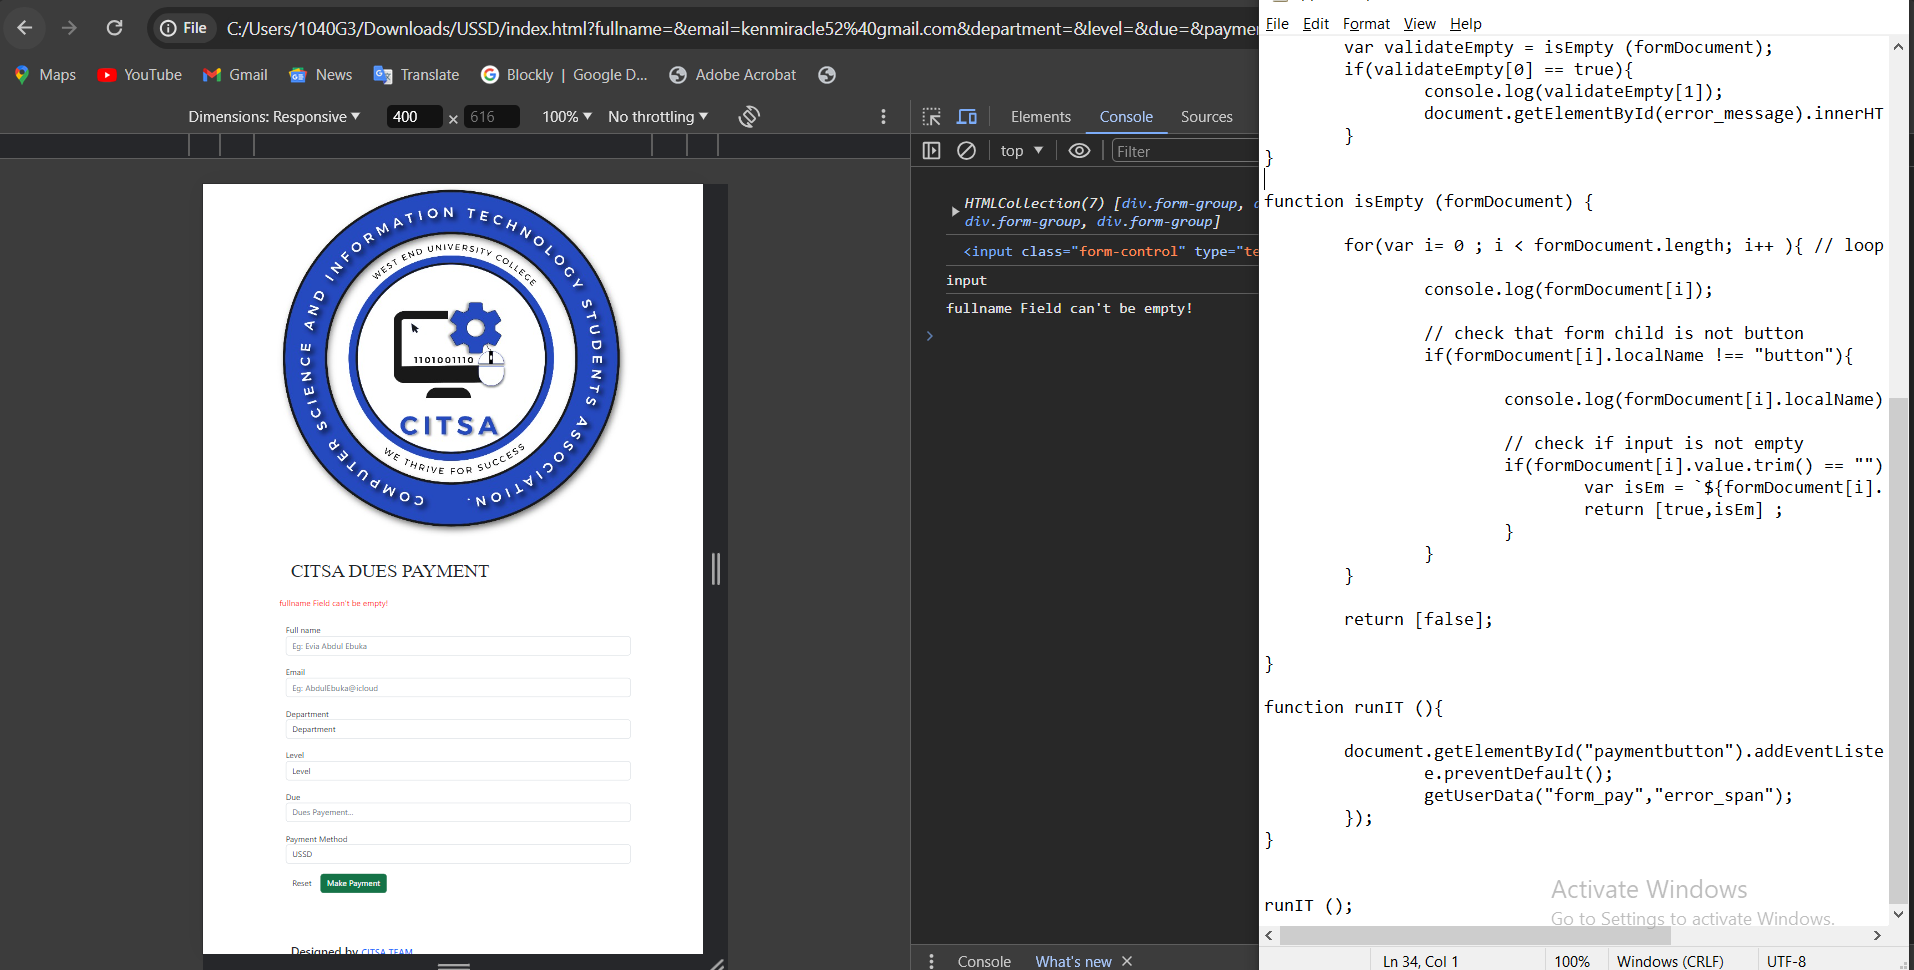 File C:/Users/1040G3/Downloads/USSD/index.html?fullname=&email=kenmiracle52%40gmail.com&department=&level=&due=&payme
Maps YouTube Gmail News Translate Blockly | Google D... Adobe Acrobat
Dimensions: Responsive 400 × 616 100% No throttling
Elements Console Sources
top Filter
COMPUTER SCIENCE AND INFORMATION TECHNOLOGY STUDENTS ASSOCIATION.
WEST END UNIVERSITY COLLEGE
1101001110
CITSA
WE THRIVE FOR SUCCESS
CITSA DUES PAYMENT
fullname Field can't be empty!
Full name
Eg: Evia Abdul Ebuka
Email
Eg: AbdulEbuka@icloud
Department
Department
Level
Level
Due
Dues Payement...
Payment Method
USSD
Reset Make Payment
Designed by CITSA TEAM
HTMLCollection(7) [div.form-group,
div.form-group, div.form-group]
<input class="form-control" type="te
input
fullname Field can't be empty!
Console What's new
File Edit Format View Help
var validateEmpty = isEmpty (formDocument);
if(validateEmpty[0] == true){
console.log(validateEmpty[1]);
document.getElementById(error_message).innerHT
}
}
function isEmpty (formDocument) {
for(var i= 0 ; i < formDocument.length; i++ ){ // loop
console.log(formDocument[i]);
// check that form child is not button
if(formDocument[i].localName !== "button"){
console.log(formDocument[i].localName)
// check if input is not empty
if(formDocument[i].value.trim() == "")
var isEm = `${formDocument[i].
return [true,isEm] ;
}
}
}
return [false];
}
function runIT (){
document.getElementById("paymentbutton").addEventListe
e.preventDefault();
getUserData("form_pay","error_span");
});
}
runIT ();
Activate Windows
Go to Settings to activate Windows.
Ln 34, Col 1 100% Windows (CRLF) UTF-8